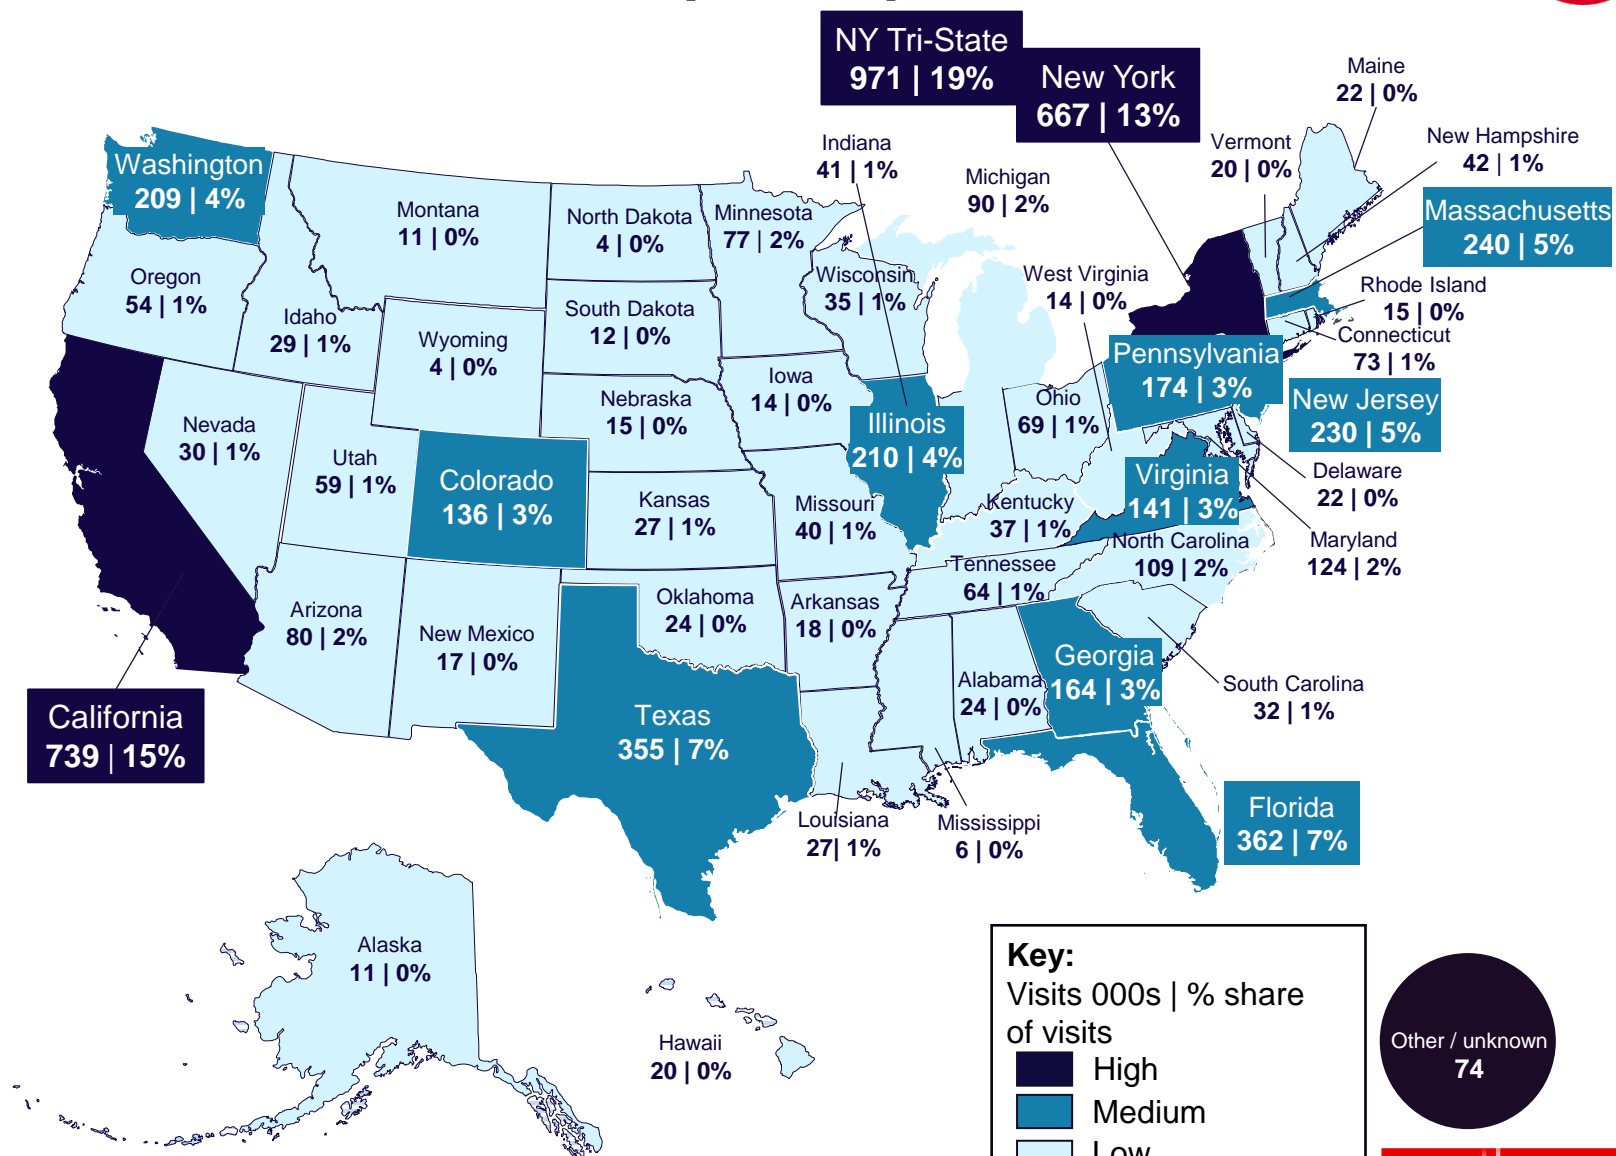 NY Tri-State
971 | 19%
New York
667 | 13%
Maine
22 | 0%
Indiana
41 | 1%
Michigan
90 | 2%
Vermont
20 | 0%
New Hampshire
42 | 1%
Washington
209 | 4%
Montana
11 | 0%
North Dakota
4 | 0%
Minnesota
77 | 2%
Massachusetts
240 | 5%
Oregon
54 | 1%
Idaho
29 | 1%
Wyoming
4 | 0%
South Dakota
12 | 0%
Wisconsin
35 | 1%
West Virginia
14 | 0%
Rhode Island
15 | 0%
Connecticut
73 | 1%
Pennsylvania
174 | 3%
Nevada
30 | 1%
Utah
59 | 1%
Colorado
136 | 3%
Nebraska
15 | 0%
Iowa
14 | 0%
Illinois
210 | 4%
Ohio
69 | 1%
New Jersey
230 | 5%
Kansas
27 | 1%
Missouri
40 | 1%
Kentucky
37 | 1%
Virginia
141 | 3%
Delaware
22 | 0%
Maryland
124 | 2%
North Carolina
109 | 2%
Tennessee
64 | 1%
Arizona
80 | 2%
New Mexico
17 | 0%
Oklahoma
24 | 0%
Arkansas
18 | 0%
Alabama
24 | 0%
Georgia
164 | 3%
South Carolina
32 | 1%
California
739 | 15%
Texas
355 | 7%
Louisiana
27| 1%
Mississippi
6 | 0%
Florida
362 | 7%
Alaska
11 | 0%
Hawaii
20 | 0%
Key:
Visits 000s | % share
of visits
High
Medium
Low
Other / unknown
74